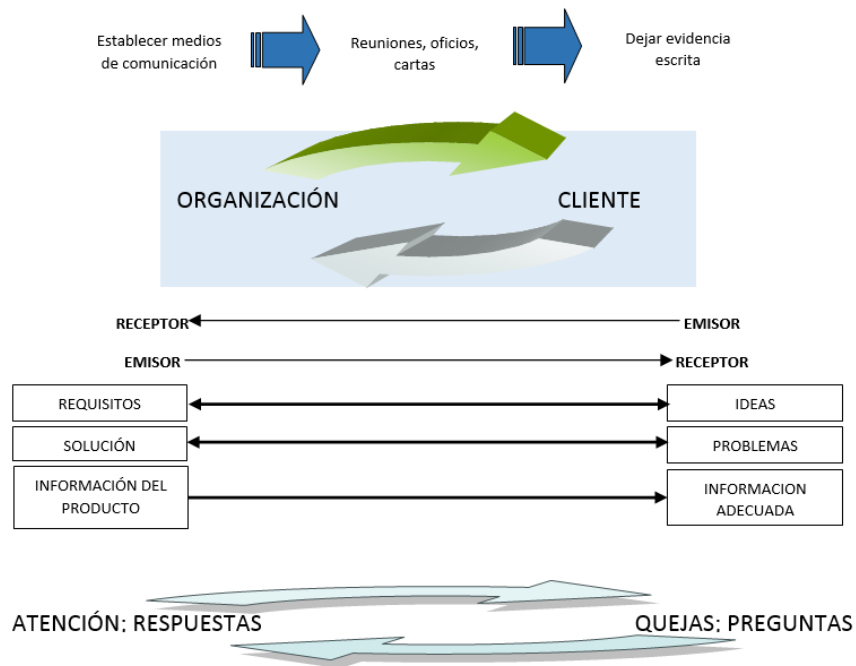 Establecer medios
de comunicación
Reuniones, oficios,
cartas
Dejar evidencia
escrita
ORGANIZACIÓN
CLIENTE
RECEPTOR
EMISOR
EMISOR
RECEPTOR
REQUISITOS
IDEAS
SOLUCIÓN
PROBLEMAS
INFORMACIÓN DEL
PRODUCTO
INFORMACION
ADECUADA
ATENCIÓN; RESPUESTAS
QUEJAS; PREGUNTAS